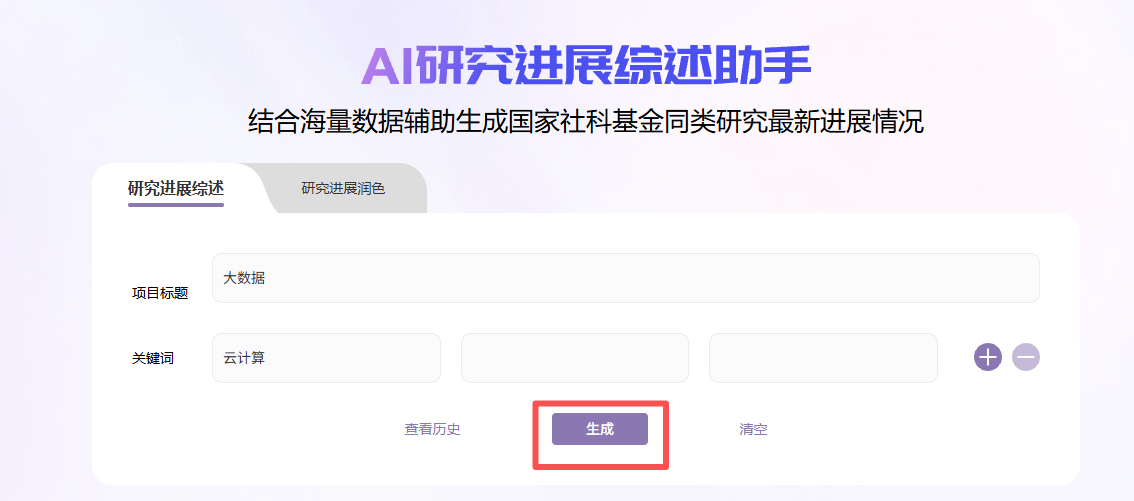 AI研究进展综述助手
结合海量数据辅助生成国家社科基金同类研究最新进展情况
研究进展综述 研究进展润色
项目标题 大数据
关键词 云计算
查看历史 生成 清空